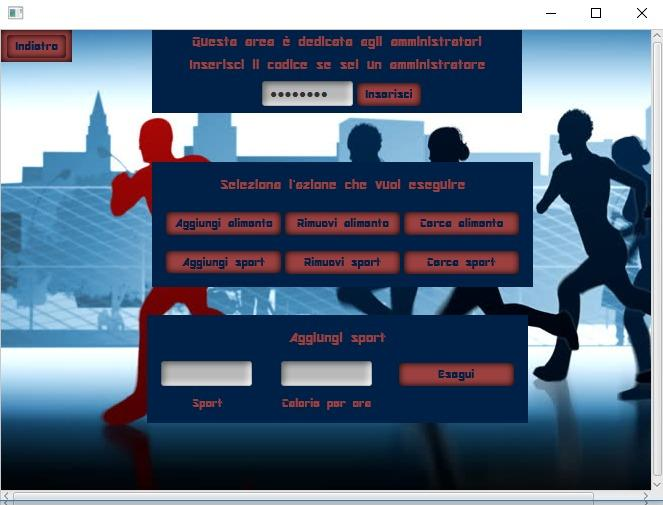 Indietro
Questa area è dedicata agli amministratori
Inserisci il codice se sei un amministratore
●●●●●●●● Inserisci
Seleziona l'azione che vuoi eseguire
Aggiungi alimento Rimuovi alimento Cerca alimento
Aggiungi sport Rimuovi sport Cerca sport
Aggiungi sport
Esegui
Sport Calorie per ora